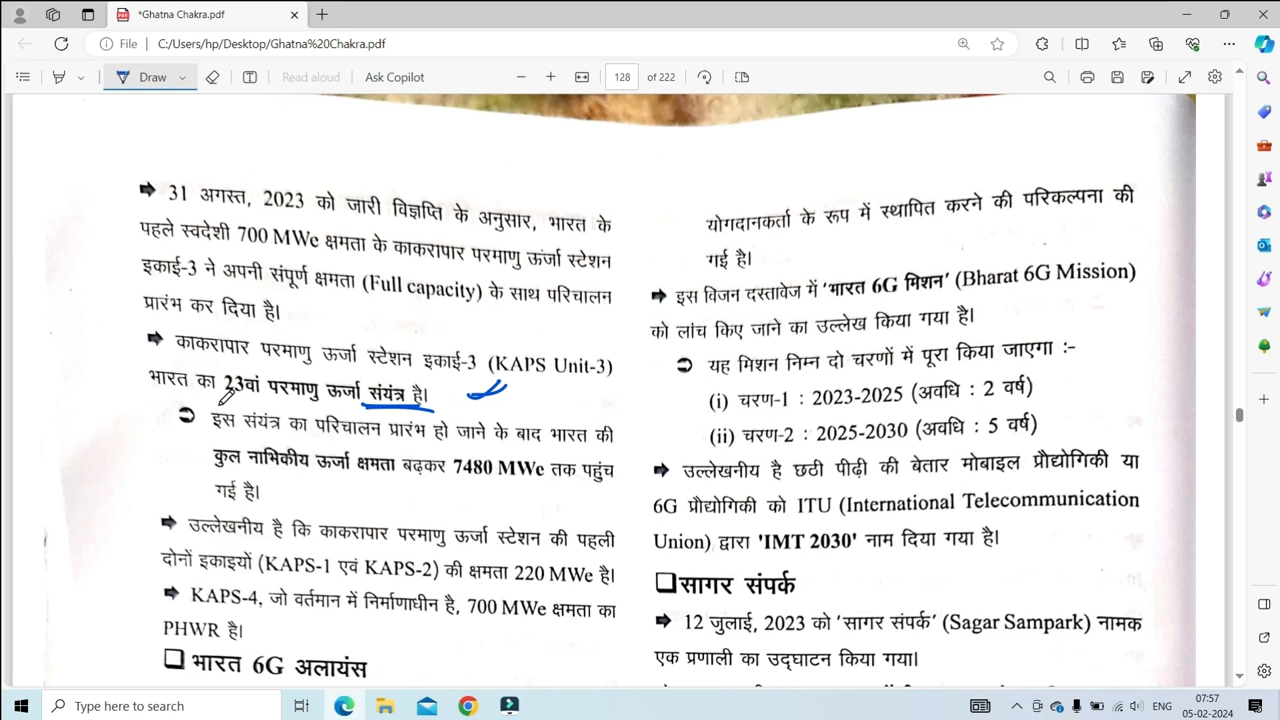 *Ghatna Chakra.pdf
File
C:/Users/hp/Desktop/Ghatna%20Chakra.pdf
Draw
Read aloud
Ask Copilot
128
of 222
➡ 31 अगस्त, 2023 को जारी विज्ञप्ति के अनुसार, भारत के
पहले स्वदेशी 700 MWe क्षमता के काकरापार परमाणु ऊर्जा स्टेशन
इकाई-3 ने अपनी संपूर्ण क्षमता (Full capacity) के साथ परिचालन
प्रारंभ कर दिया है।
➡ काकरापार परमाणु ऊर्जा स्टेशन इकाई-3 (KAPS Unit-3)
भारत का 23वां परमाणु ऊर्जा संयंत्र है।
➲ इस संयंत्र का परिचालन प्रारंभ हो जाने के बाद भारत की
कुल नाभिकीय ऊर्जा क्षमता बढ़कर 7480 MWe तक पहुंच
गई है।
➡ उल्लेखनीय है कि काकरापार परमाणु ऊर्जा स्टेशन की पहली
दोनों इकाइयों (KAPS-1 एवं KAPS-2) की क्षमता 220 MWe है।
➡ KAPS-4, जो वर्तमान में निर्माणाधीन है, 700 MWe क्षमता का
PHWR है।
❑ भारत 6G अलायंस
योगदानकर्ता के रूप में स्थापित करने की परिकल्पना की
गई है।
➡ इस विजन दस्तावेज में 'भारत 6G मिशन' (Bharat 6G Mission)
को लांच किए जाने का उल्लेख किया गया है।
➲ यह मिशन निम्न दो चरणों में पूरा किया जाएगा :-
(i) चरण-1 : 2023-2025 (अवधि : 2 वर्ष)
(ii) चरण-2 : 2025-2030 (अवधि : 5 वर्ष)
➡ उल्लेखनीय है छठी पीढ़ी की बेतार मोबाइल प्रौद्योगिकी या
6G प्रौद्योगिकी को ITU (International Telecommunication
Union) द्वारा 'IMT 2030' नाम दिया गया है।
❑सागर संपर्क
➡ 12 जुलाई, 2023 को 'सागर संपर्क' (Sagar Sampark) नामक
एक प्रणाली का उद्घाटन किया गया।
Type here to search
ENG
07:57
05-02-2024